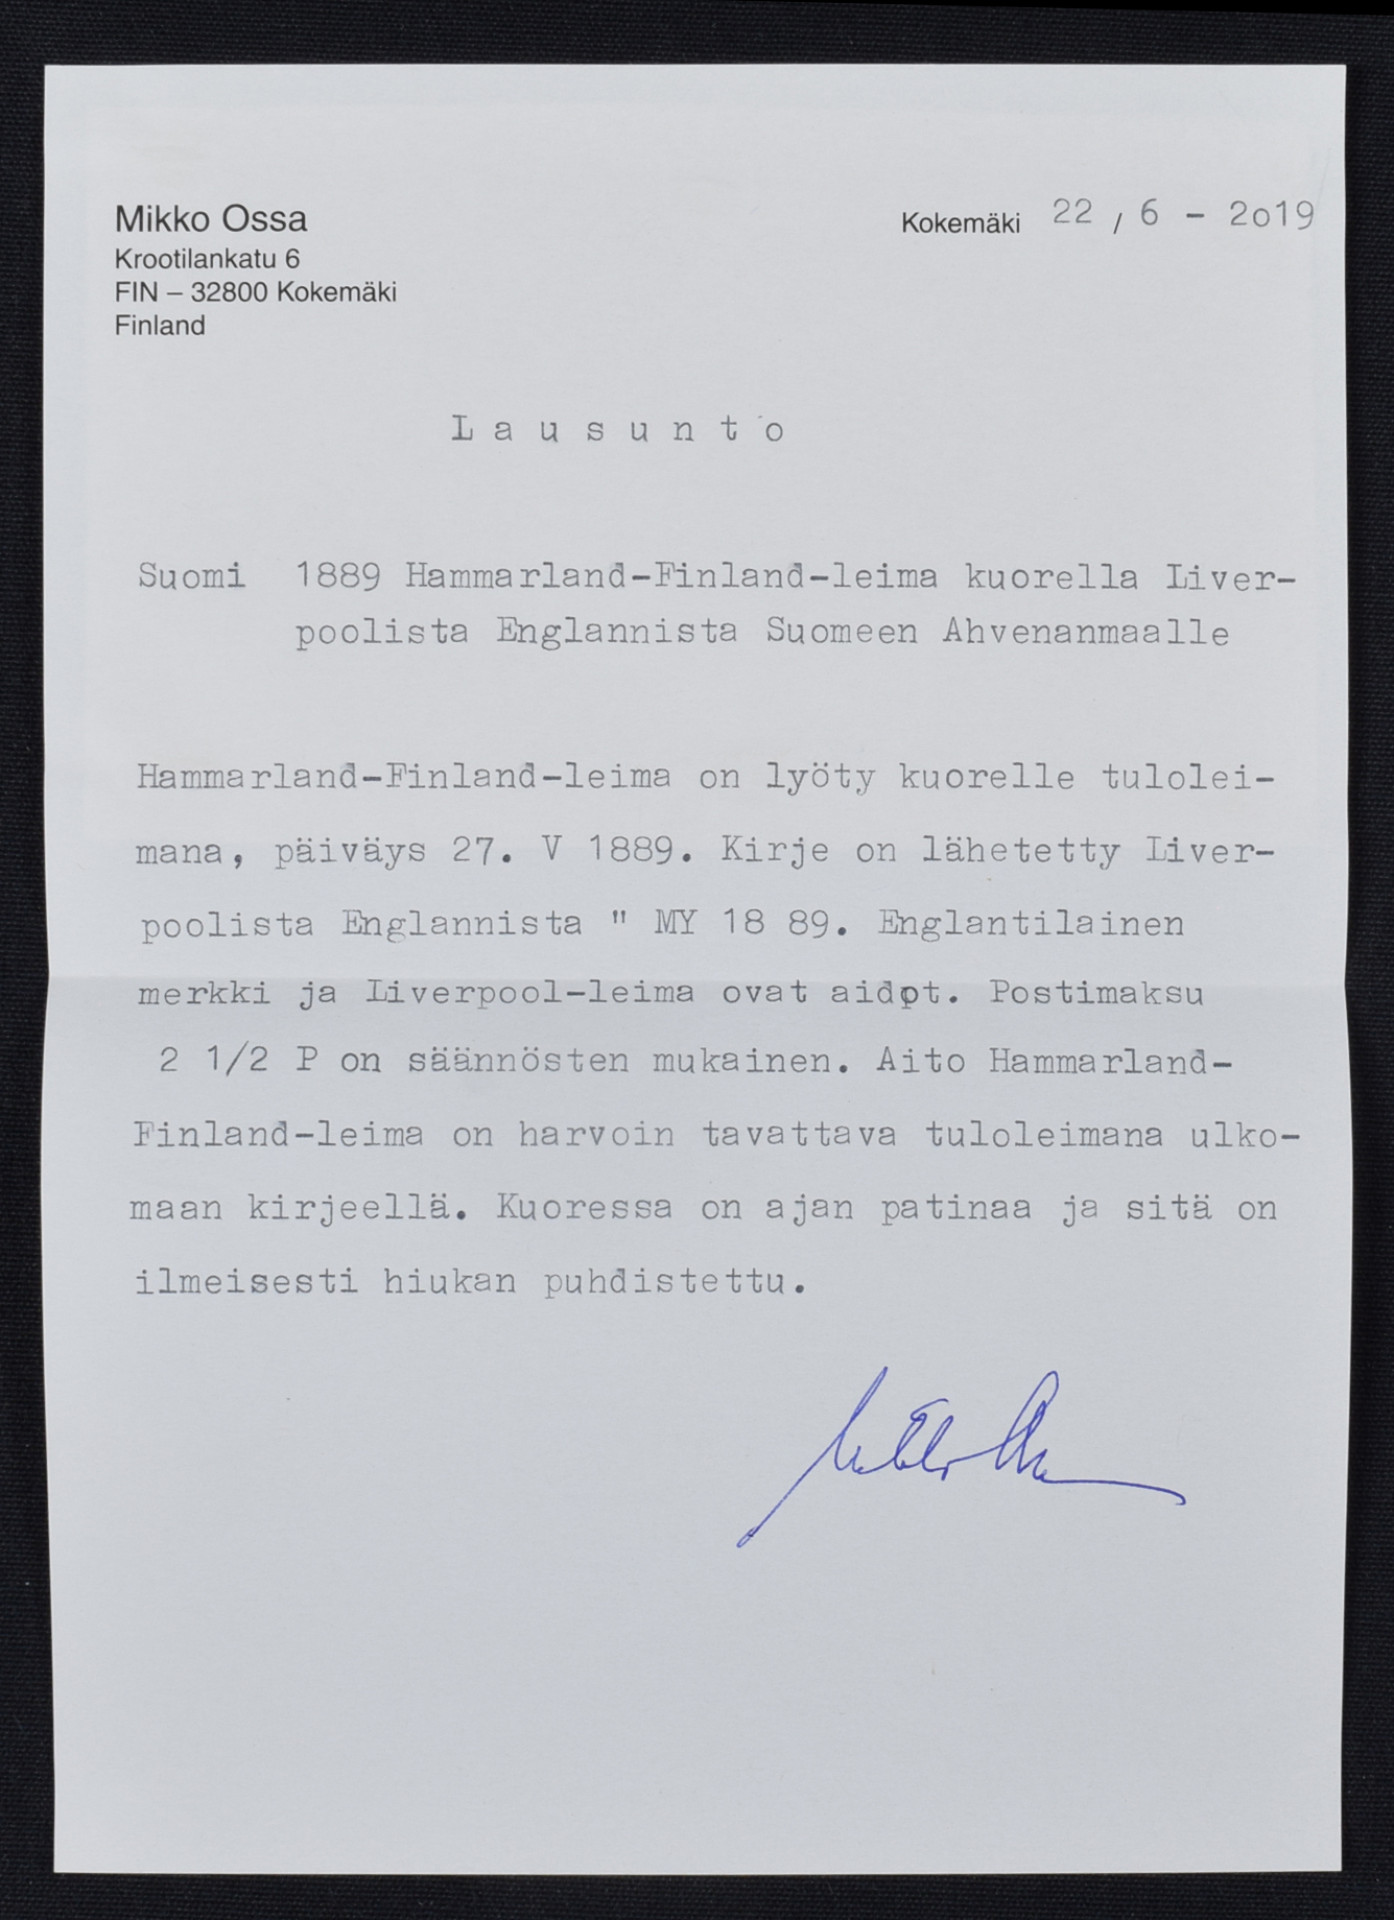 Mikko Ossa
Krootilankatu 6
FIN – 32800 Kokemäki
Finland
Kokemäki 22 / 6 - 2o19
Lausunto
Suomi 1889 Hammarland-Finland-leima kuorella Liver-
poolista Englannista Suomeen Ahvenanmaalle
Hammarland-Finland-leima on lyöty kuorelle tulolei-
mana, päiväys 27. V 1889. Kirje on lähetetty Liver-
poolista Englannista " MY 18 89. Englantilainen
merkki ja Liverpool-leima ovat aidot. Postimaksu
2 1/2 P on säännösten mukainen. Aito Hammarland-
Finland-leima on harvoin tavattava tuloleimana ulko-
maan kirjeellä. Kuoressa on ajan patinaa ja sitä on
ilmeisesti hiukan puhdistettu.